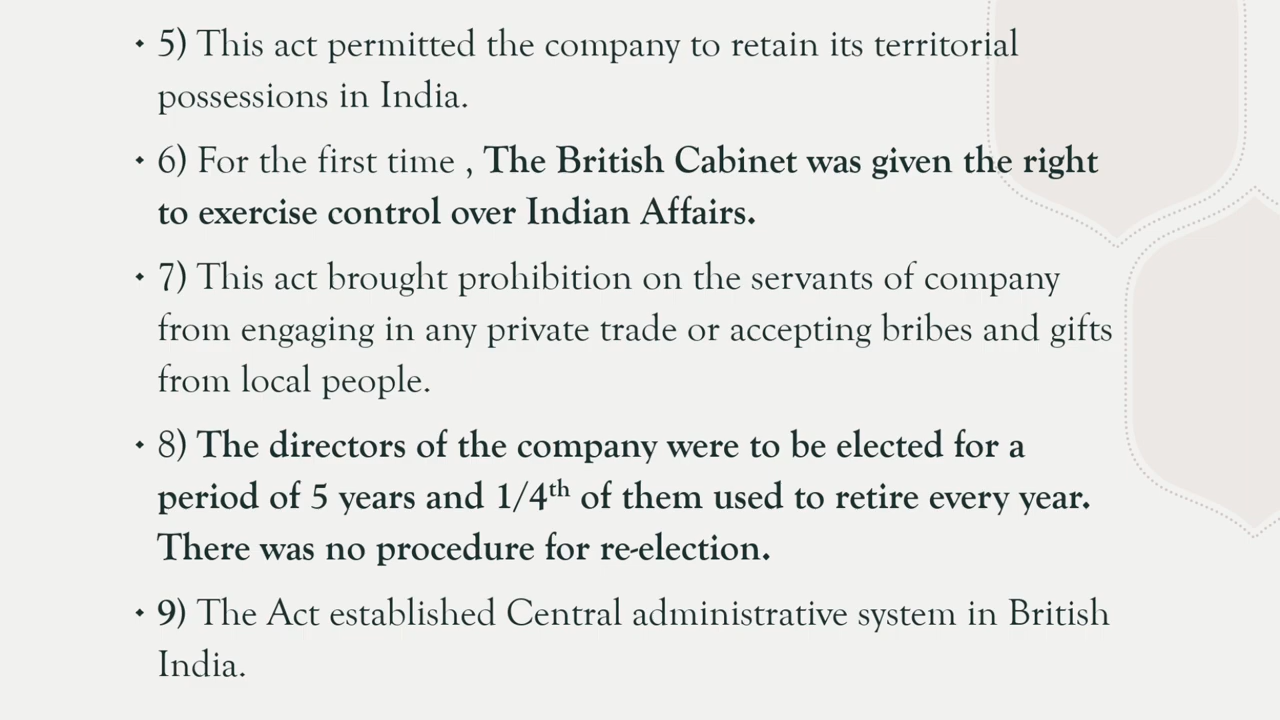 • 5) This act permitted the company to retain its territorial
possessions in India.
• 6) For the first time , The British Cabinet was given the right
to exercise control over Indian Affairs.
• 7) This act brought prohibition on the servants of company
from engaging in any private trade or accepting bribes and gifts
from local people.
• 8) The directors of the company were to be elected for a
period of 5 years and 1/4th of them used to retire every year.
There was no procedure for re-election.
• 9) The Act established Central administrative system in British
India.